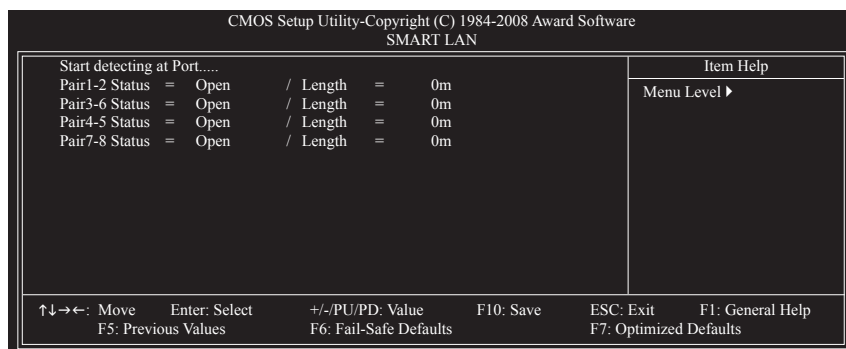 CMOS Setup Utility-Copyright (C) 1984-2008 Award Software
SMART LAN
Start detecting at Port.....
Pair1-2 Status = Open / Length = 0m
Pair3-6 Status = Open / Length = 0m
Pair4-5 Status = Open / Length = 0m
Pair7-8 Status = Open / Length = 0m
Item Help
Menu Level▶
↑↓→←: Move Enter: Select +/-/PU/PD: Value F10: Save ESC: Exit F1: General Help
F5: Previous Values F6: Fail-Safe Defaults F7: Optimized Defaults